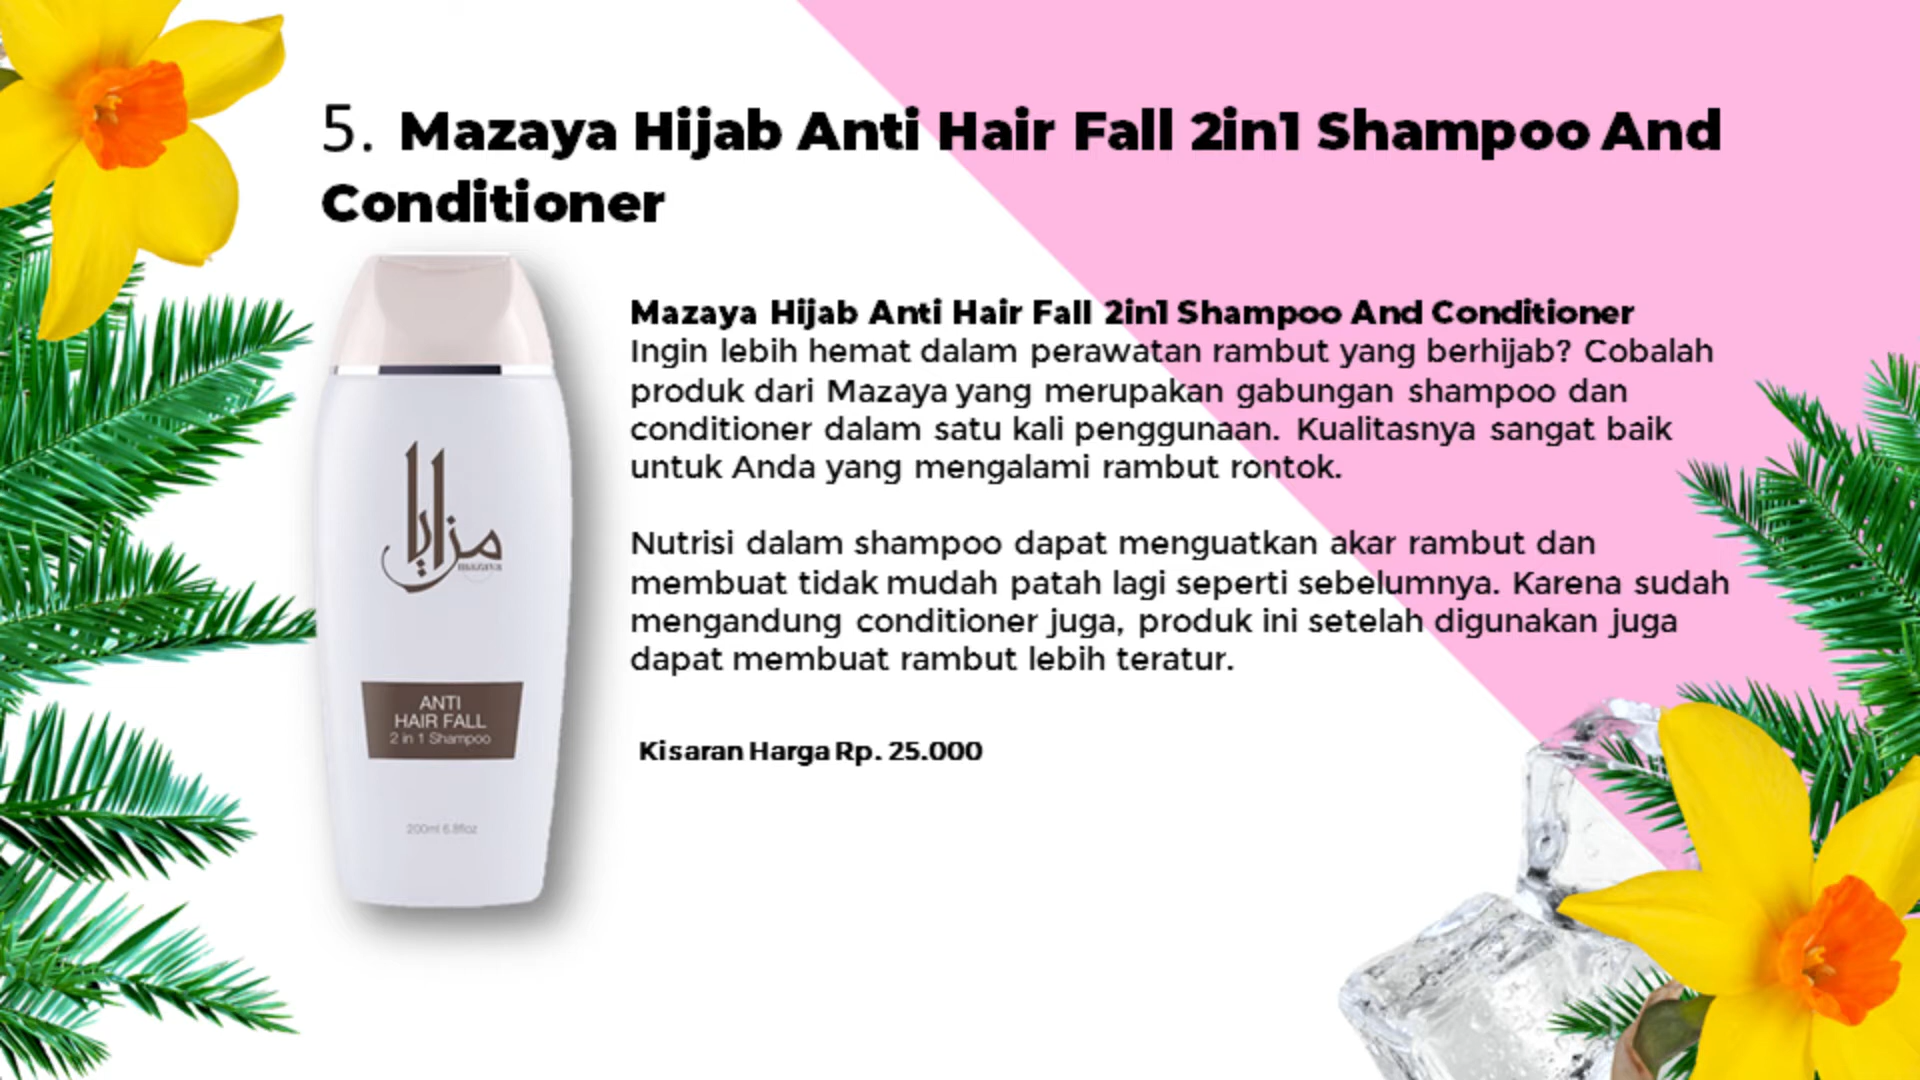 5. Mazaya Hijab Anti Hair Fall 2in1 Shampoo And
Conditioner
Mazaya Hijab Anti Hair Fall 2in1 Shampoo And Conditioner
Ingin lebih hemat dalam perawatan rambut yang berhijab? Cobalah
produk dari Mazaya yang merupakan gabungan shampoo dan
conditioner dalam satu kali penggunaan. Kualitasnya sangat baik
untuk Anda yang mengalami rambut rontok.
Nutrisi dalam shampoo dapat menguatkan akar rambut dan
membuat tidak mudah patah lagi seperti sebelumnya. Karena sudah
mengandung conditioner juga, produk ini setelah digunakan juga
dapat membuat rambut lebih teratur.
Kisaran Harga Rp. 25.000
مزايا
mazaya
ANTI
HAIR FALL
2 in 1 Shampoo
200ml 6.8floz